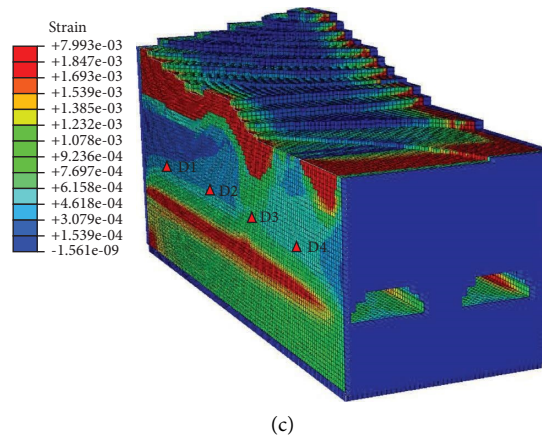 Strain
+7.993e-03
+1.847e-03
+1.693e-03
+1.539e-03
+1.385e-03
+1.232e-03
+1.078e-03
+9.236e-04
+7.697e-04
+6.158e-04
+4.618e-04
+3.079e-04
+1.539e-04
-1.561e-09
D1
D2
D3
D4
(c)